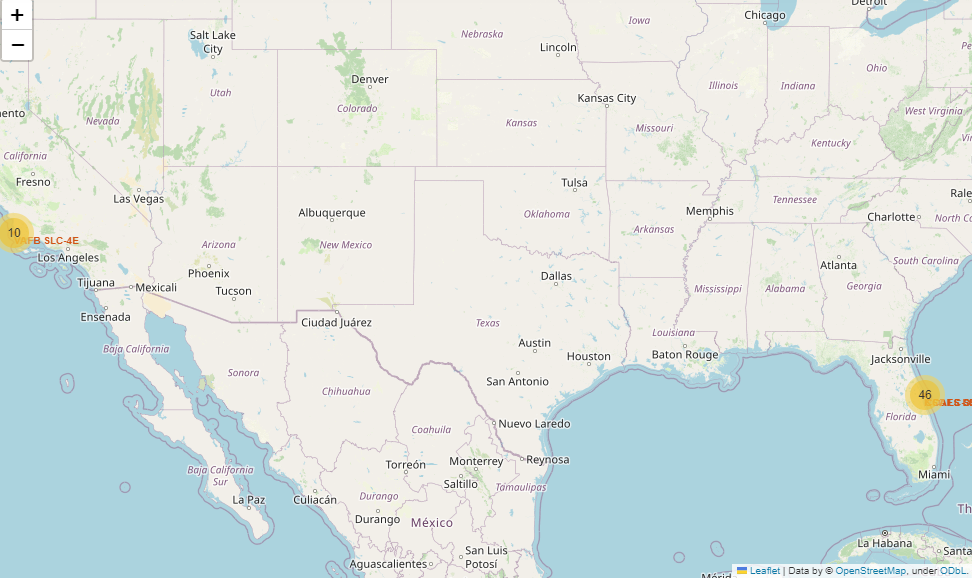 +
−
Salt Lake
City
Nebraska
Iowa
Chicago
Detroit
Lincoln
Denver
Utah
Colorado
Kansas City
Illinois
Indiana
Ohio
Nevada
Kansas
Missouri
West Virginia
Kentucky
California
Fresno
Las Vegas
Tulsa
Tennessee
Albuquerque
Oklahoma
Memphis
Charlotte
Arkansas
10
AFB SLC-4E
Arizona
New Mexico
Los Angeles
Phoenix
Dallas
Atlanta
South Carolina
Tijuana
Mexicali
Tucson
Mississippi
Alabama
Georgia
Ensenada
Ciudad Juárez
Texas
Louisiana
Baja California
Austin
Houston
Baton Rouge
Jacksonville
Sonora
San Antonio
Chihuahua
46
Florida
Coahuila
Nuevo Laredo
Baja California
Sur
Torreón
Monterrey
Reynosa
Saltillo
Tamaulipas
Miami
La Paz
Culiacán
Durango
Durango
México
La Habana
Aguascalientes
San Luis
Potosí
Leaflet | Data by © OpenStreetMap, under ODbL.